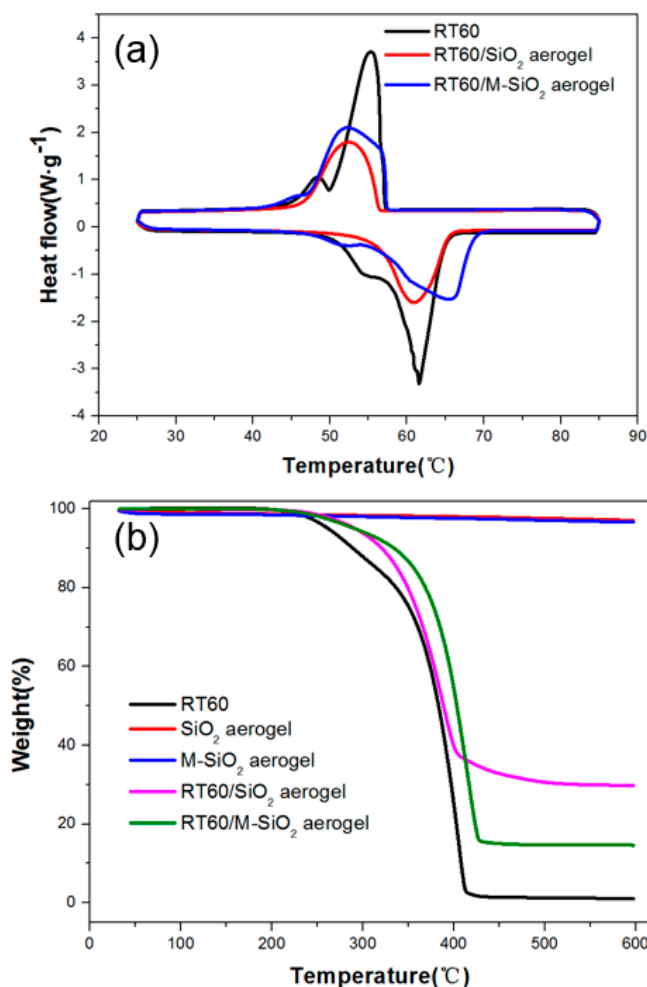 (a)
RT60
RT60/SiO₂ aerogel
RT60/M-SiO₂ aerogel
Heat flow(W·g⁻¹)
4
3
2
1
0
-1
-2
-3
-4
20 30 40 50 60 70 80 90
Temperature(℃)
(b)
100
80
60
40
20
0
Weight(%)
RT60
SiO₂ aerogel
M-SiO₂ aerogel
RT60/SiO₂ aerogel
RT60/M-SiO₂ aerogel
0 100 200 300 400 500 600
Temperature(℃)